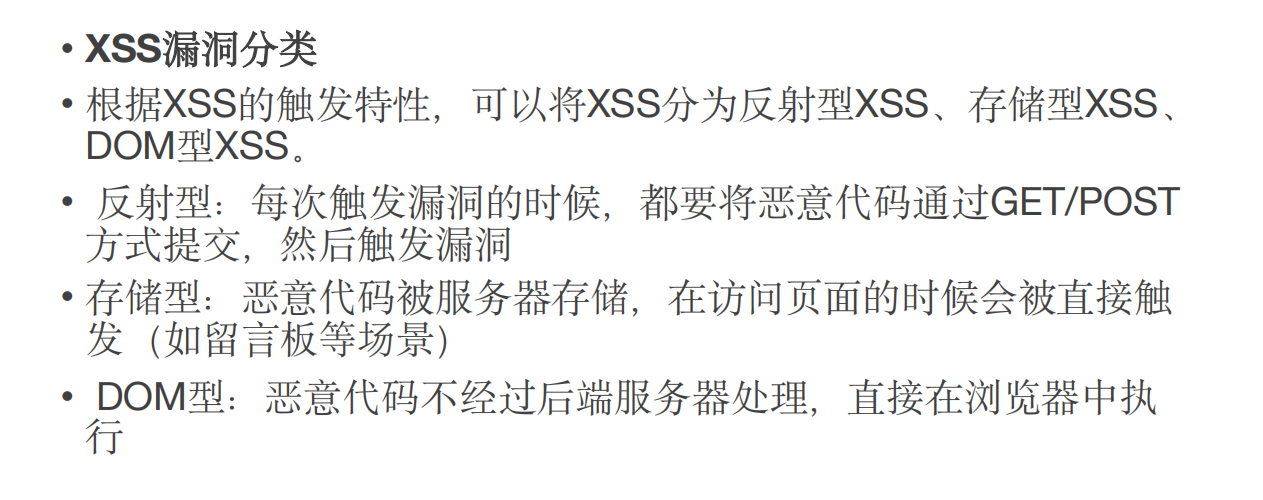 • XSS漏洞分类
• 根据XSS的触发特性，可以将XSS分为反射型XSS、存储型XSS、
DOM型XSS。
• 反射型：每次触发漏洞的时候，都要将恶意代码通过GET/POST
方式提交，然后触发漏洞
• 存储型：恶意代码被服务器存储，在访问页面的时候会被直接触
发（如留言板等场景）
• DOM型：恶意代码不经过后端服务器处理，直接在浏览器中执
行